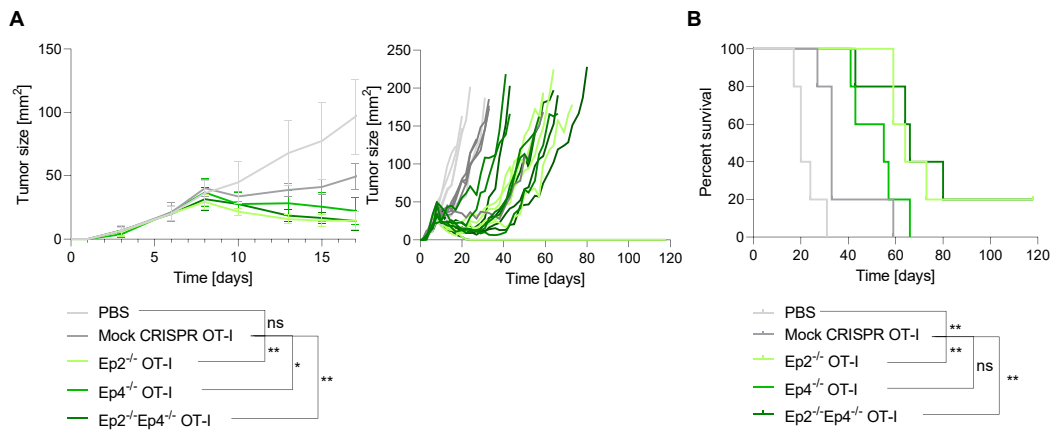 A
B
Tumor size [mm²]
150
100
50
0
0
5
10
15
Time [days]
Tumor size [mm²]
250
200
150
100
50
0
0
20
40
60
80
100
120
Time [days]
Percent survival
100
80
60
40
20
0
0
20
40
60
80
100
120
Time [days]
PBS
Mock CRISPR OT-I
Ep2⁻/⁻ OT-I
Ep4⁻/⁻ OT-I
Ep2⁻/⁻Ep4⁻/⁻ OT-I
ns
**
*
**
PBS
Mock CRISPR OT-I
Ep2⁻/⁻ OT-I
Ep4⁻/⁻ OT-I
Ep2⁻/⁻Ep4⁻/⁻ OT-I
**
**
ns
**